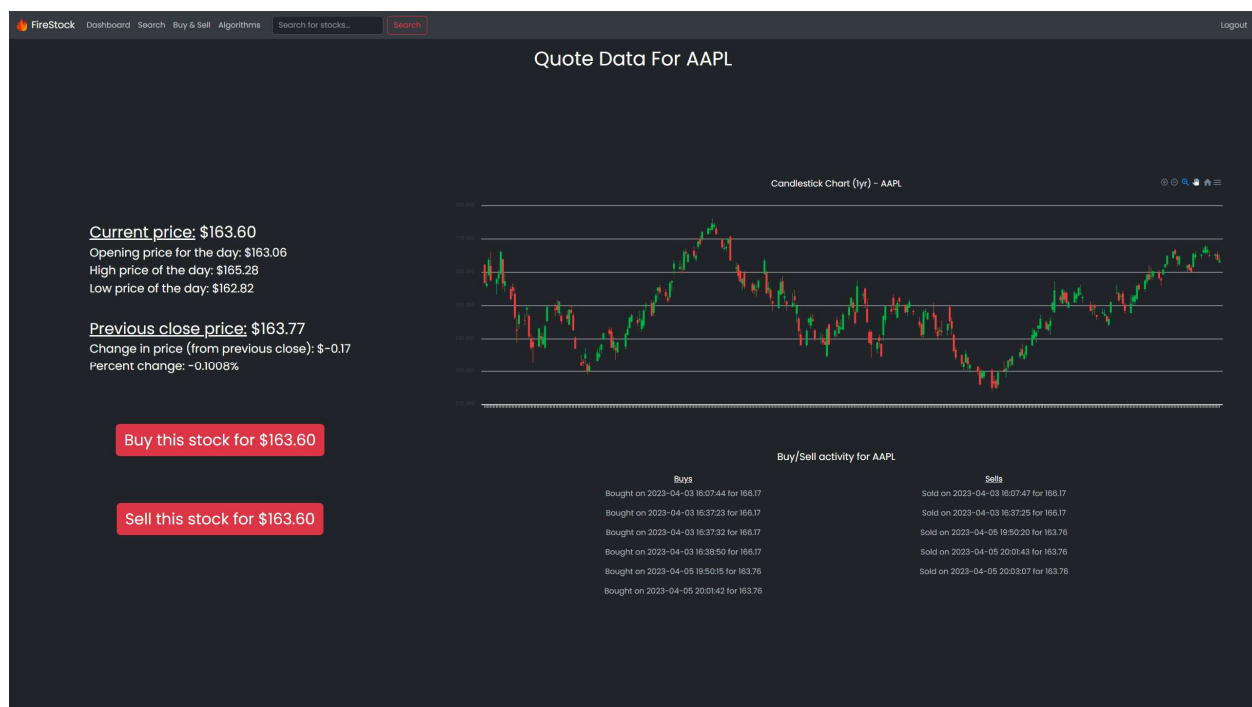 FireStock Dashboard Search Buy & Sell Algorithms Search for stocks... Search Logout
Quote Data For AAPL
Candlestick Chart (1yr) - AAPL
Current price: $163.60
Opening price for the day: $163.06
High price of the day: $165.28
Low price of the day: $162.82
Previous close price: $163.77
Change in price (from previous close): $-0.17
Percent change: -0.1008%
Buy this stock for $163.60
Sell this stock for $163.60
Buy/Sell activity for AAPL
Buys Sells
Bought on 2023-04-03 16:07:44 for 166.17 Sold on 2023-04-03 16:07:47 for 166.17
Bought on 2023-04-03 16:37:23 for 166.17 Sold on 2023-04-03 16:37:25 for 166.17
Bought on 2023-04-03 16:37:32 for 166.17 Sold on 2023-04-05 19:50:20 for 163.76
Bought on 2023-04-03 16:38:50 for 166.17 Sold on 2023-04-05 20:01:43 for 163.76
Bought on 2023-04-05 19:50:15 for 163.76 Sold on 2023-04-05 20:03:07 for 163.76
Bought on 2023-04-05 20:01:42 for 163.76